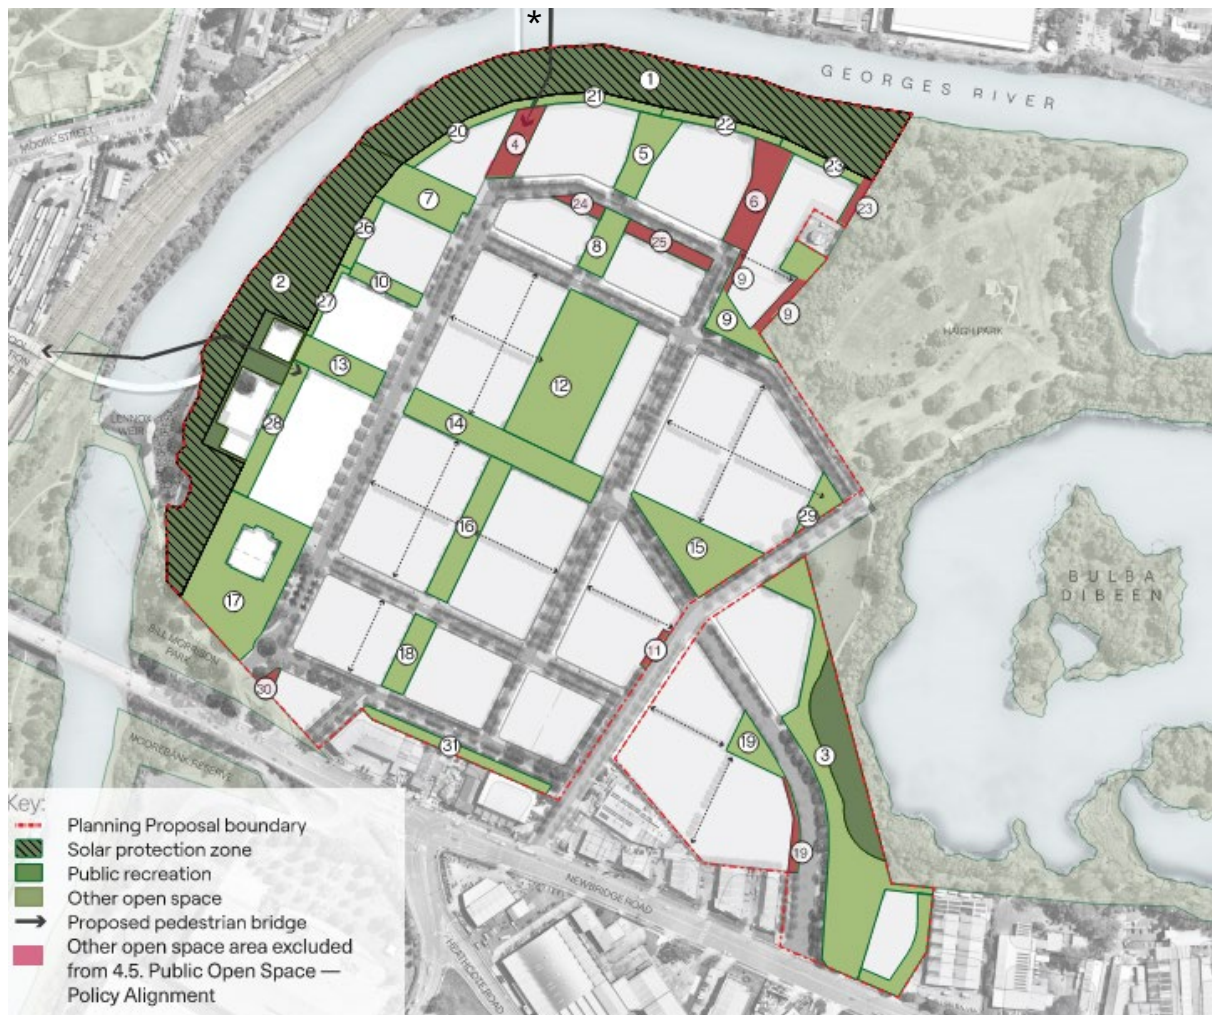 *
GEORGES RIVER
MOORE STREET
1
21
20
22
4
5
23
6
7
24
23
26
25
8
2
9
10
27
9
9
HAIGH PARK
13
12
LENNOX
WEIR
14
28
16
29
15
BULBA
DIBEEN
17
BILL MORRISON
PARK
11
18
30
19
3
31
MOOREBANK RESERVE
19
NEWBRIDGE ROAD
HEATHCOTE ROAD
Key:
Planning Proposal boundary
Solar protection zone
Public recreation
Other open space
Proposed pedestrian bridge
Other open space area excluded
from 4.5. Public Open Space —
Policy Alignment